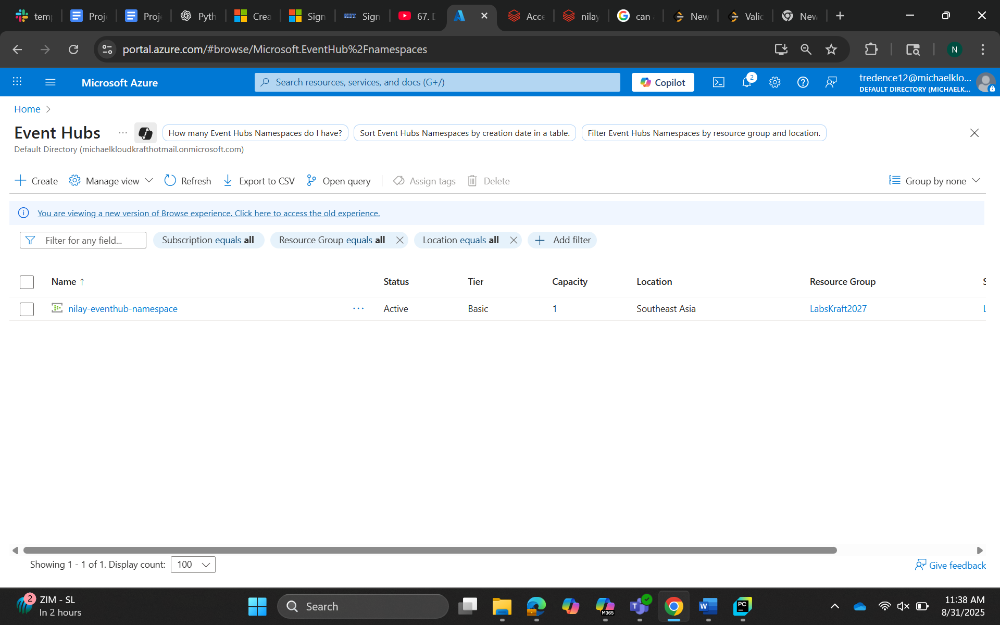 temp
Proj
Proj
Pyth
Crea
Sign
Sign
67. D
Acce
nilay
can
New
Valid
New
portal.azure.com/#browse/Microsoft.EventHub%2Fnamespaces
N
Microsoft Azure
Search resources, services, and docs (G+/)
Copilot
2
tredence12@michaelklo...
DEFAULT DIRECTORY (MICHAELK...
Home
Event Hubs
...
How many Event Hubs Namespaces do I have?
Sort Event Hubs Namespaces by creation date in a table.
Filter Event Hubs Namespaces by resource group and location.
Default Directory (michaelkloudkrafthotmail.onmicrosoft.com)
Create
Manage view
Refresh
Export to CSV
Open query
Assign tags
Delete
Group by none
You are viewing a new version of Browse experience. Click here to access the old experience.
Filter for any field...
Subscription equals all
Resource Group equals all
Location equals all
Add filter
Name ↑
Status
Tier
Capacity
Location
Resource Group
nilay-eventhub-namespace
...
Active
Basic
1
Southeast Asia
LabsKraft2027
Showing 1 - 1 of 1. Display count:
100
Give feedback
2
ZIM - SL
In 2 hours
Search
M365
W
PC
11:38 AM
8/31/2025